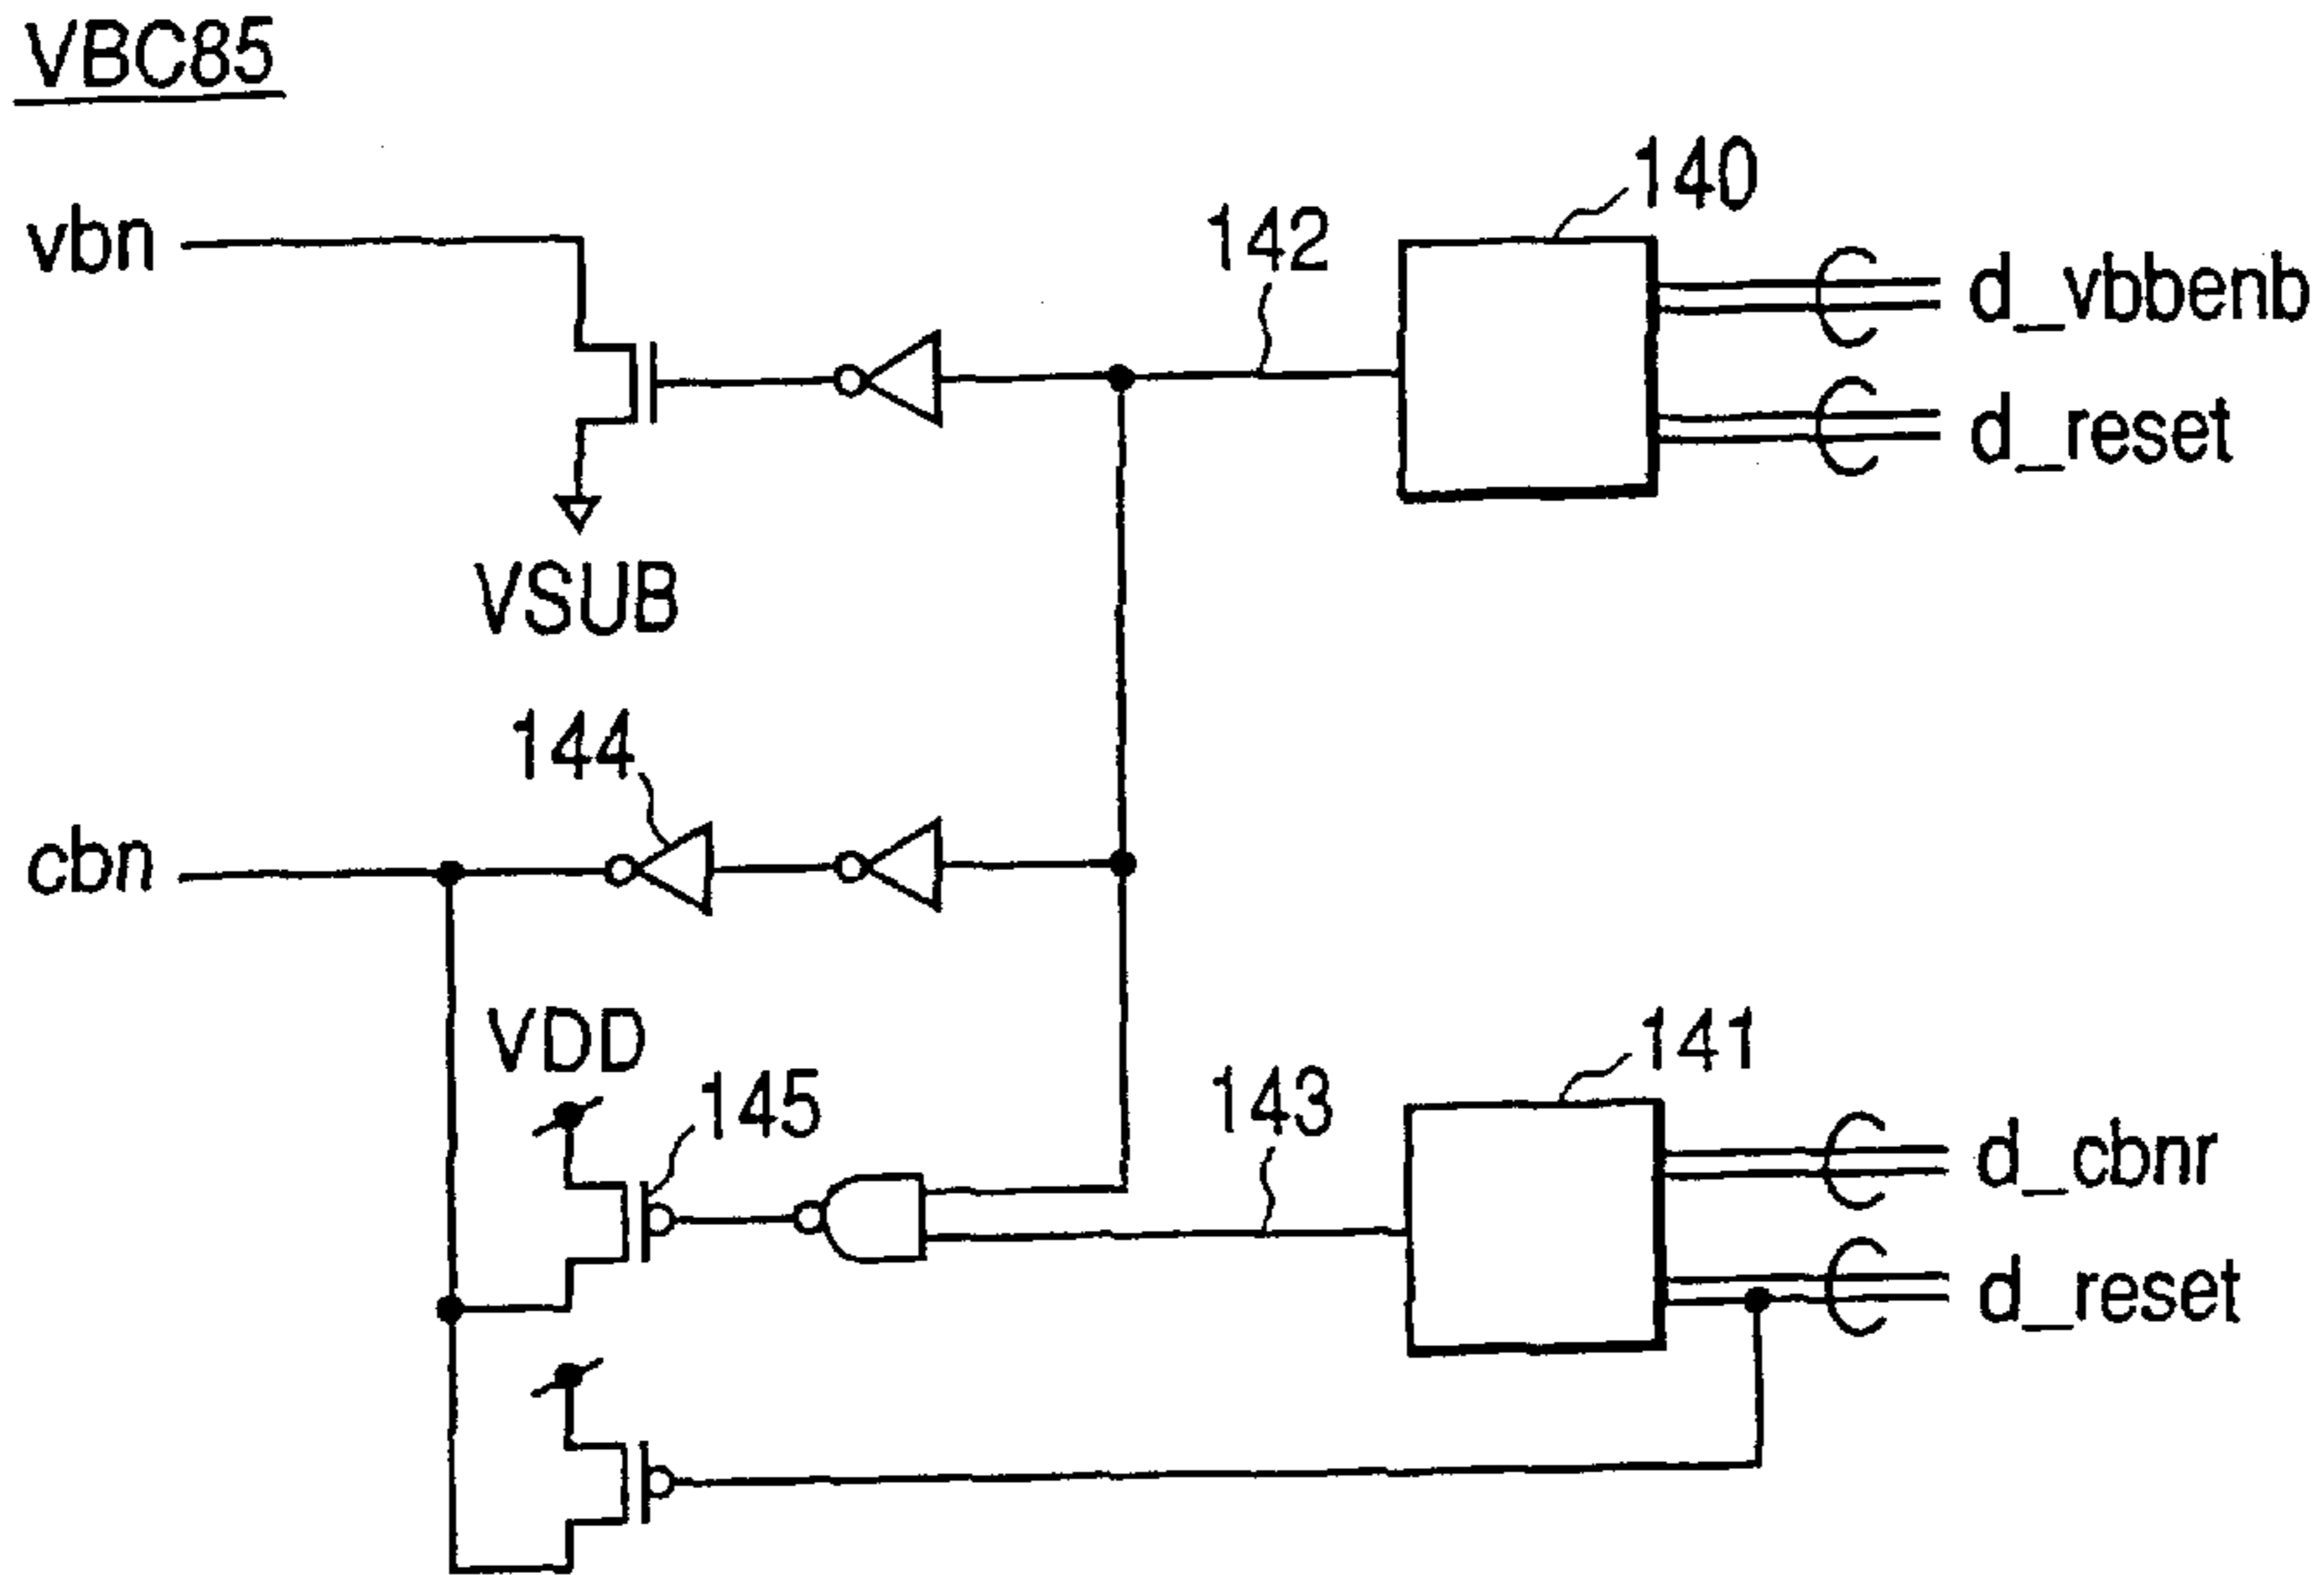 VBC85
140
vbn
142
d_vbbenb
d_reset
VSUB
144
cbn
VDD
145
143
141
d_cbnr
d_reset